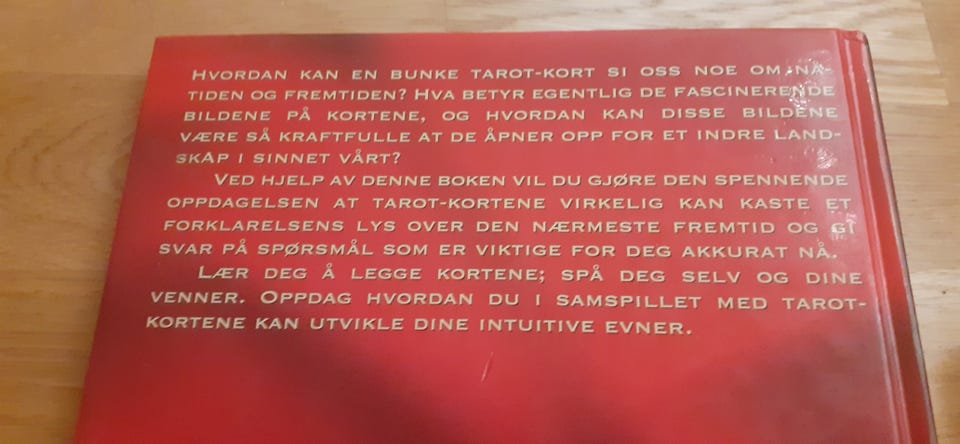 HVORDAN KAN EN BUNKE TAROT-KORT SI OSS NOE OM NÅ-
TIDEN OG FREMTIDEN? HVA BETYR EGENTLIG DE FASCINERENDE
BILDENE PÅ KORTENE, OG HVORDAN KAN DISSE BILDENE
VÆRE SÅ KRAFTFULLE AT DE ÅPNER OPP FOR ET INDRE LAND-
SKAP I SINNET VÅRT?
VED HJELP AV DENNE BOKEN VIL DU GJØRE DEN SPENNENDE
OPPDAGELSEN AT TAROT-KORTENE VIRKELIG KAN KASTE ET
FORKLARELSENS LYS OVER DEN NÆRMESTE FREMTID OG GI
SVAR PÅ SPØRSMÅL SOM ER VIKTIGE FOR DEG AKKURAT NÅ.
LÆR DEG Å LEGGE KORTENE; SPÅ DEG SELV OG DINE
VENNER. OPPDAG HVORDAN DU I SAMSPILLET MED TAROT-
KORTENE KAN UTVIKLE DINE INTUITIVE EVNER.